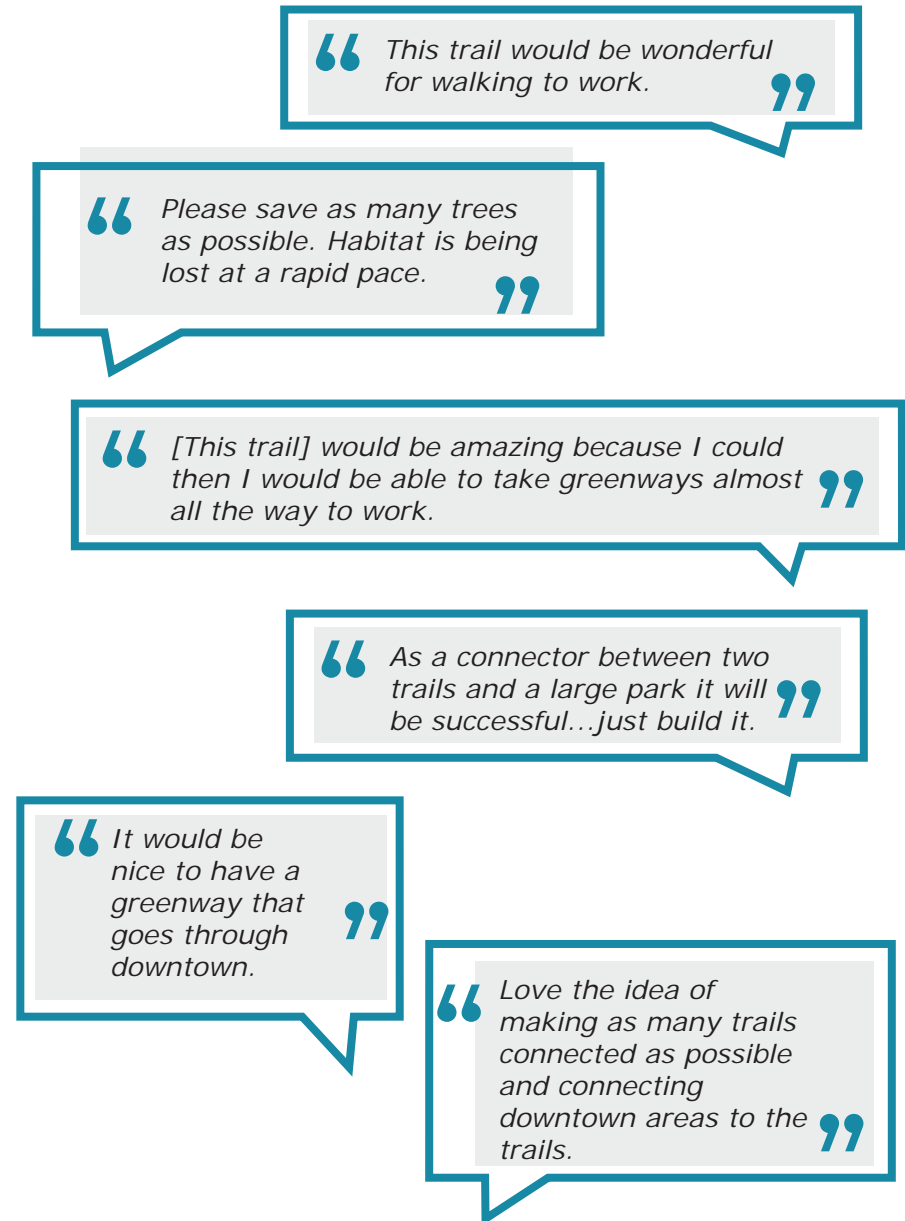 “ This trail would be wonderful
for walking to work. ”
“ Please save as many trees
as possible. Habitat is being
lost at a rapid pace. ”
“ [This trail] would be amazing because I could
then I would be able to take greenways almost
all the way to work. ”
“ As a connector between two
trails and a large park it will
be successful...just build it. ”
“ It would be
nice to have a
greenway that
goes through
downtown. ”
“ Love the idea of
making as many trails
connected as possible
and connecting
downtown areas to the
trails. ”